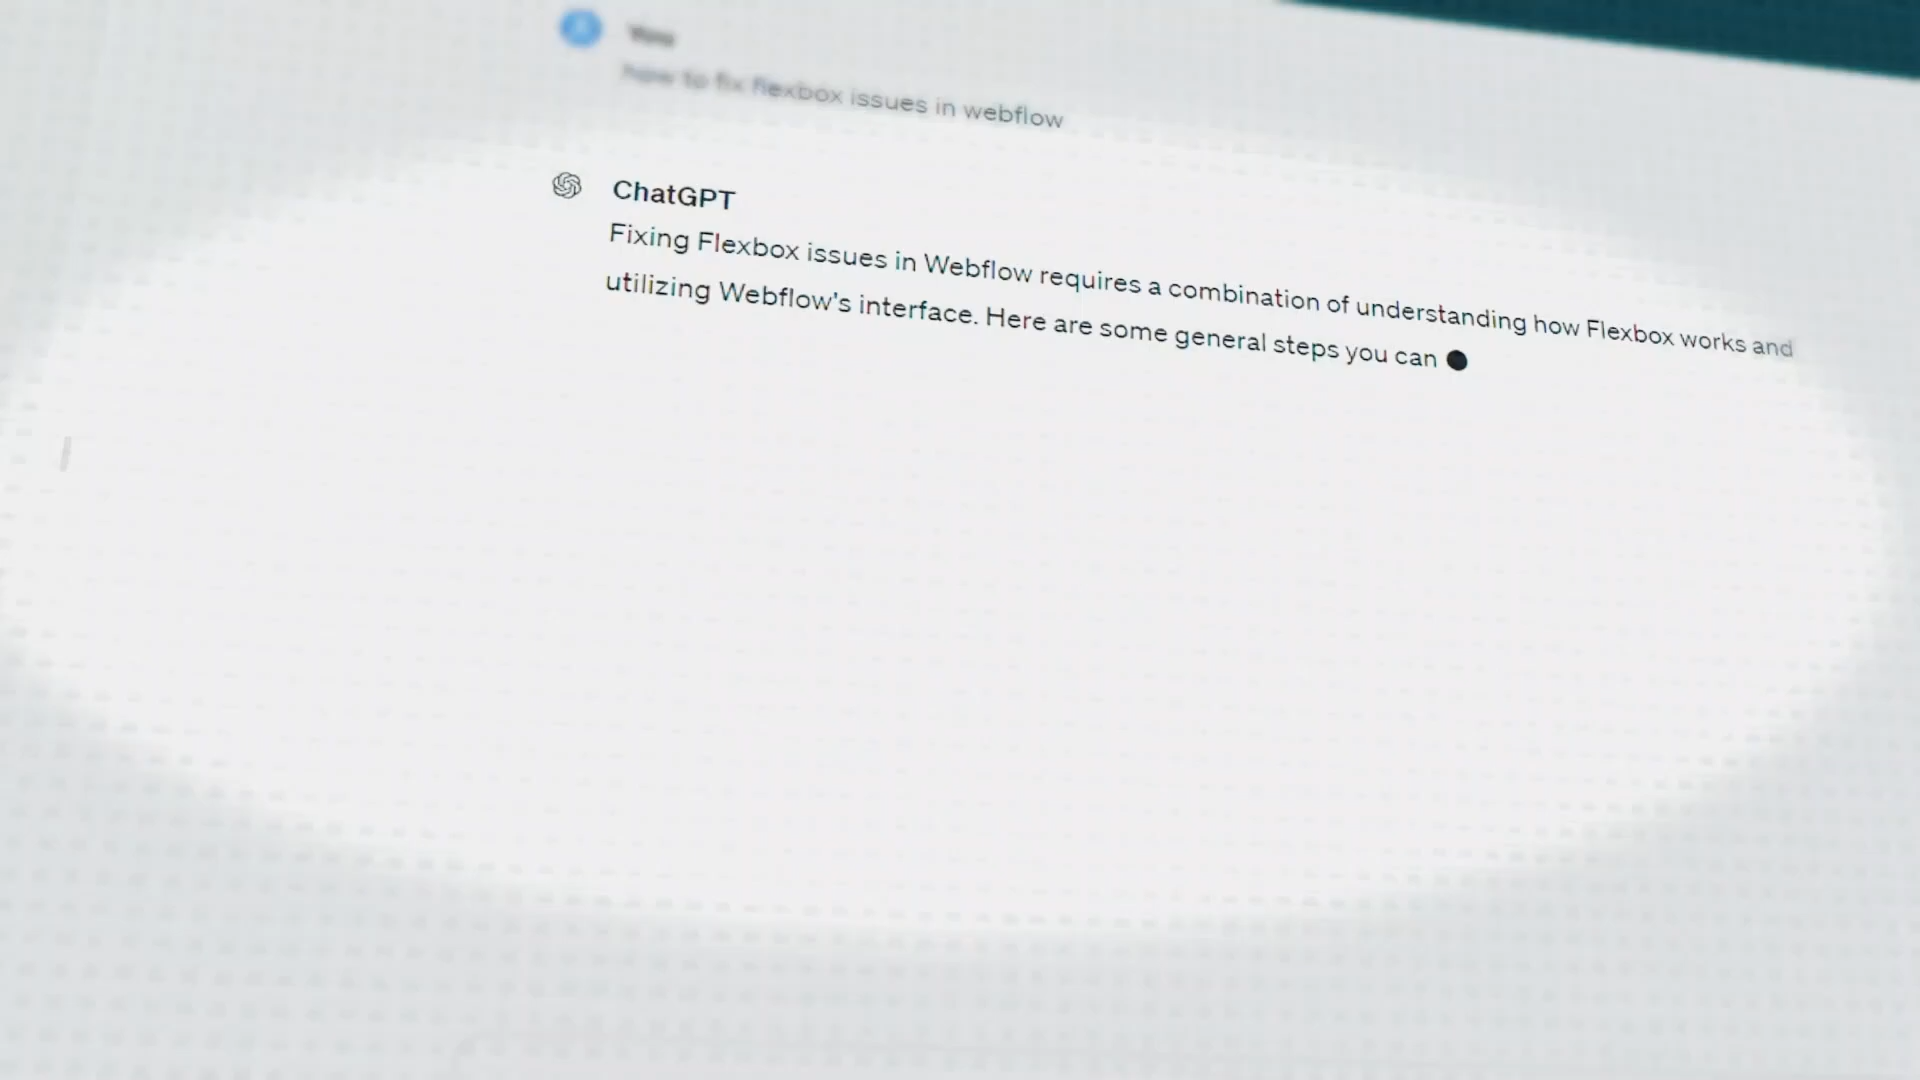 You
how to fix flexbox issues in webflow
ChatGPT
Fixing Flexbox issues in Webflow requires a combination of understanding how Flexbox works and
utilizing Webflow's interface. Here are some general steps you can